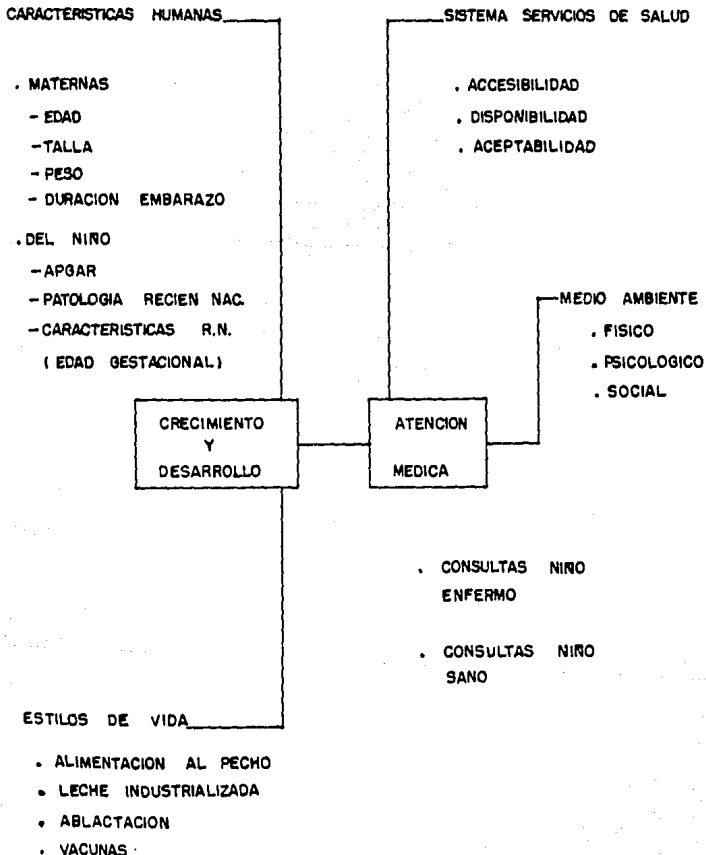 CARACTERISTICAS HUMANAS
. MATERNAS
- EDAD
- TALLA
- PESO
- DURACION EMBARAZO
. DEL NIÑO
- APGAR
- PATOLOGIA RECIEN NAC.
- CARACTERISTICAS R.N.
( EDAD GESTACIONAL )
SISTEMA SERVICIOS DE SALUD
. ACCESIBILIDAD
. DISPONIBILIDAD
. ACEPTABILIDAD
MEDIO AMBIENTE
. FISICO
. PSICOLOGICO
. SOCIAL
CRECIMIENTO
Y
DESARROLLO
ATENCION
MEDICA
. CONSULTAS NIÑO
ENFERMO
. CONSULTAS NIÑO
SANO
ESTILOS DE VIDA
. ALIMENTACION AL PECHO
. LECHE INDUSTRIALIZADA
. ABLACTACION
. VACUNAS